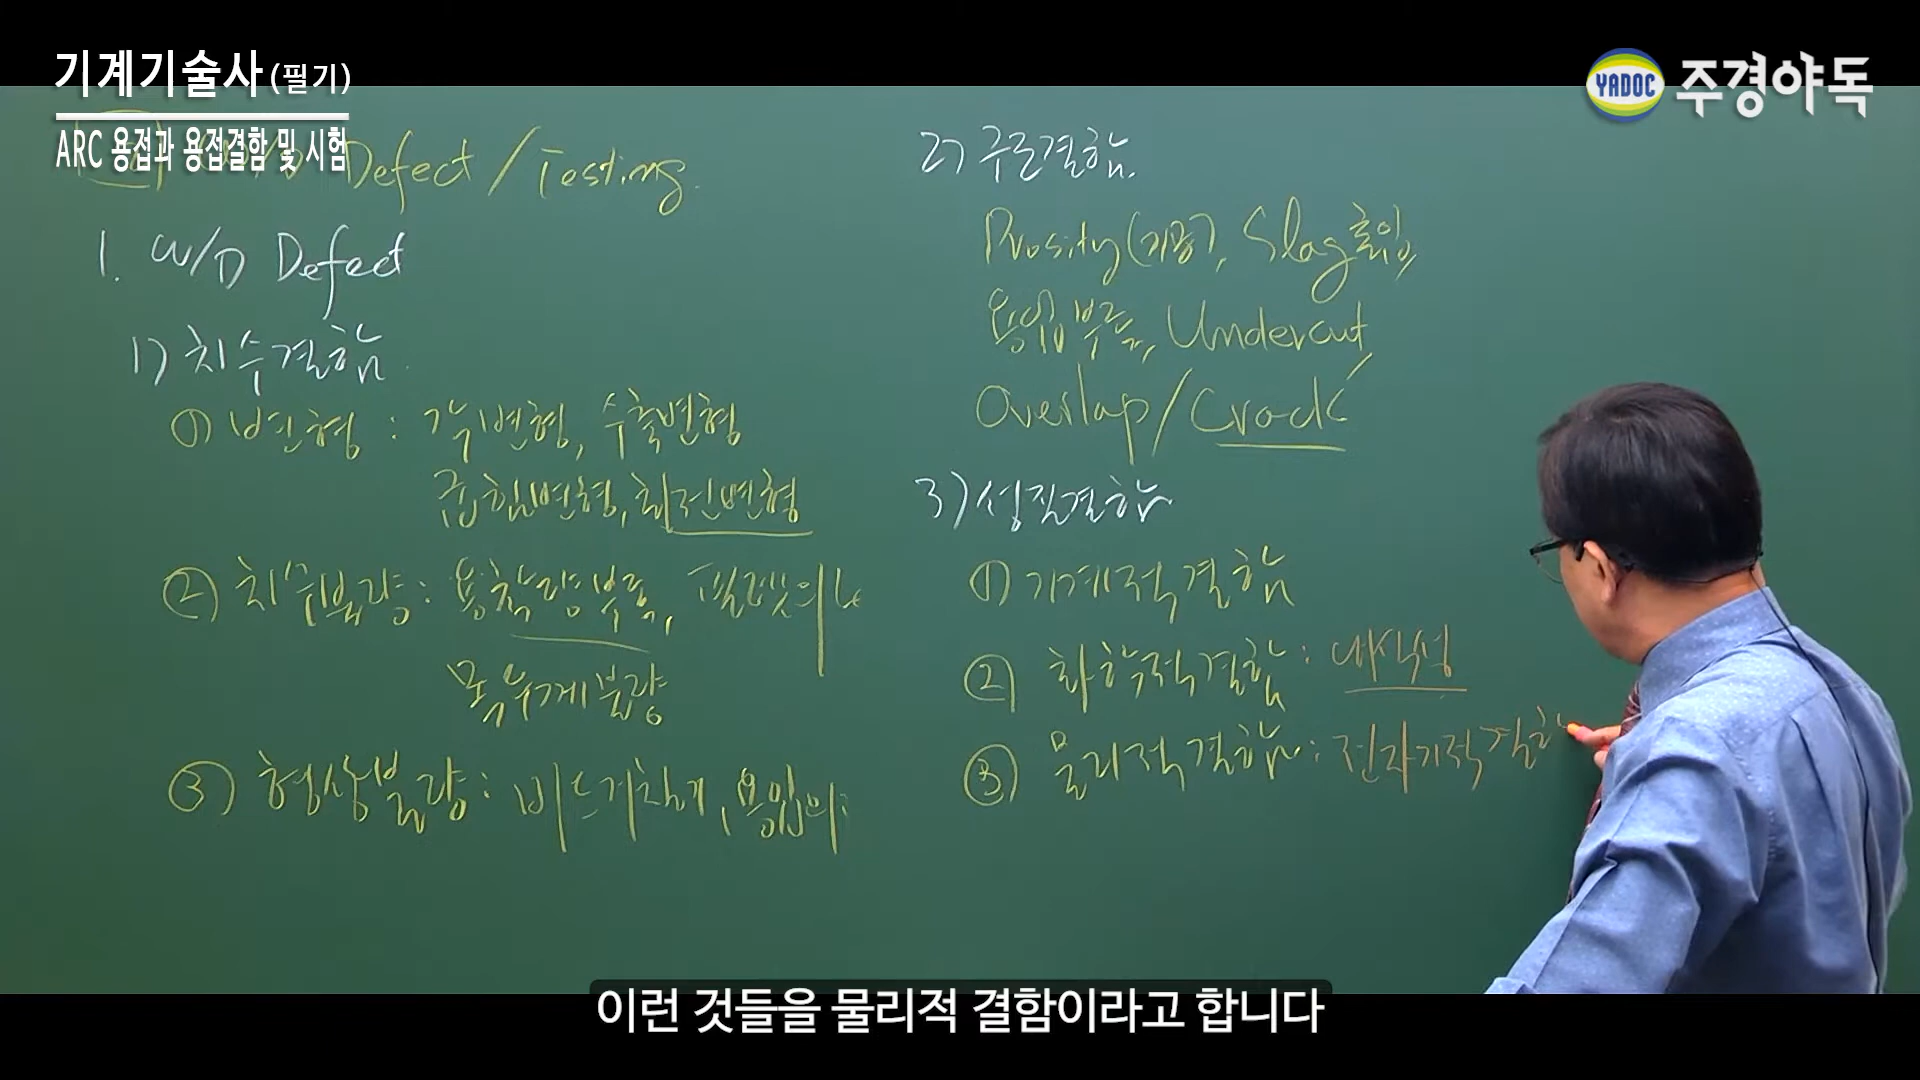 기계기술사(필기)
YADOC 주경야독
ARC 용접과 용접결함 및 시험
Defect / Testing.
1. W/D Defect
1) 치수결함.
① 변형 : 각변형, 수축변형
굽힘변형, 회전변형
② 치수불량 : 용착량부족, 필렛의
목두께불량
③ 형상불량 : 비드거칠기, 용입의
2) 구조결함.
Prosity(기공), Slag혼입,
용입부족, Undercut,
Overlap / Crack
3) 성질결함
① 기계적결함
② 화학적결함 : 내식성
③ 물리적결함 : 전자기적결하
이런 것들을 물리적 결함이라고 합니다